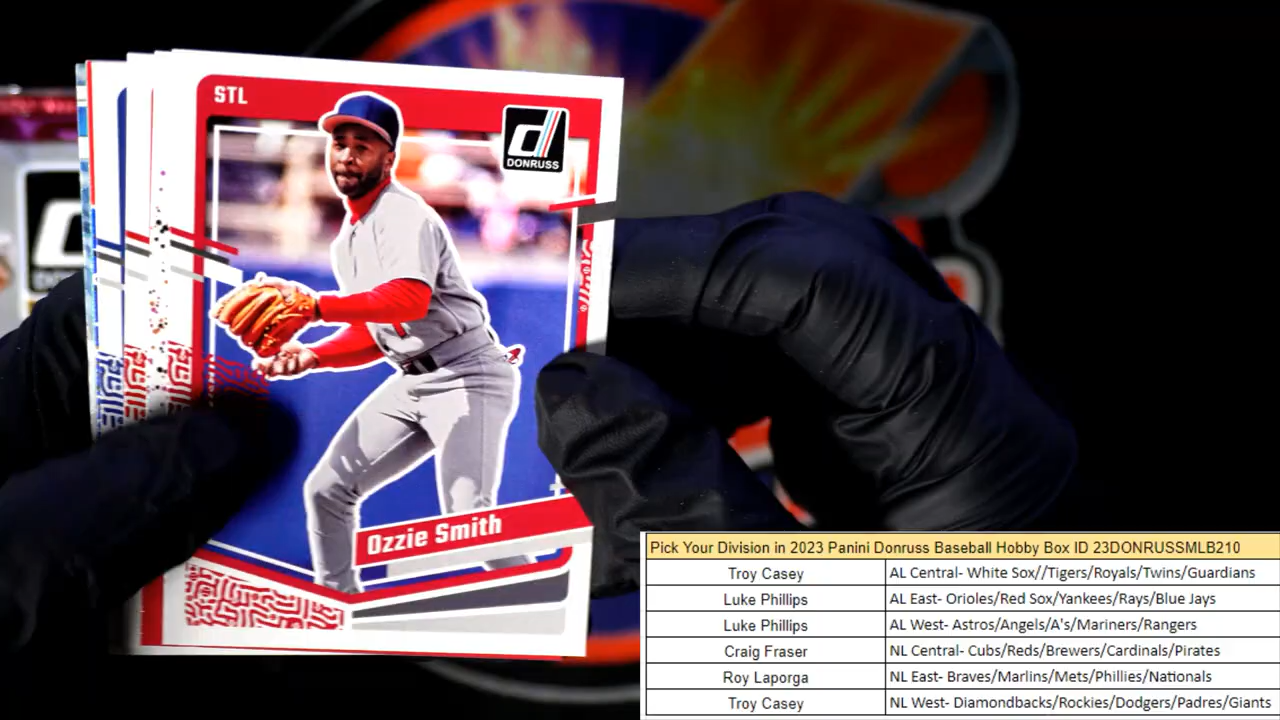 STL
DONRUSS
Ozzie Smith
Pick Your Division in 2023 Panini Donruss Baseball Hobby Box ID 23DONRUSSMLB210
Troy Casey AL Central- White Sox//Tigers/Royals/Twins/Guardians
Luke Phillips AL East- Orioles/Red Sox/Yankees/Rays/Blue Jays
Luke Phillips AL West- Astros/Angels/A's/Mariners/Rangers
Craig Fraser NL Central- Cubs/Reds/Brewers/Cardinals/Pirates
Roy Laporga NL East- Braves/Marlins/Mets/Phillies/Nationals
Troy Casey NL West- Diamondbacks/Rockies/Dodgers/Padres/Giants